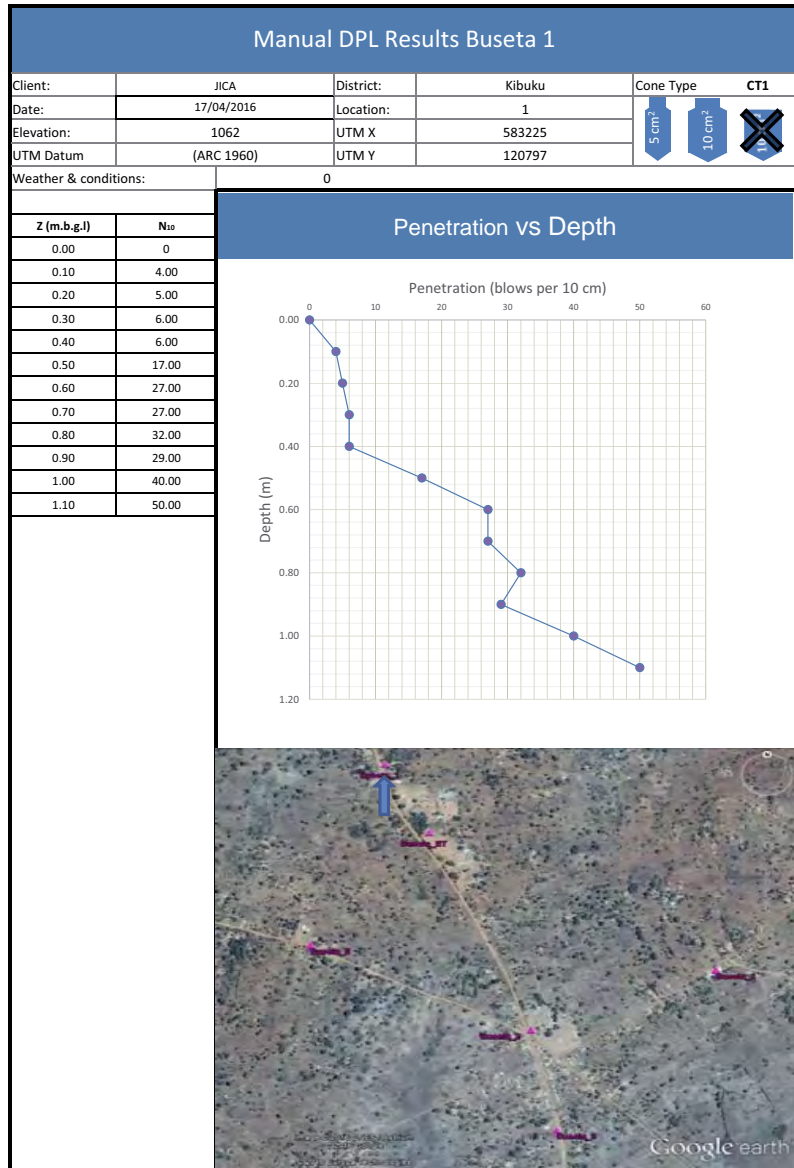 Manual DPL Results Buseta 1
Client: JICA District: Kibuku Cone Type CT1
Date: 17/04/2016 Location: 1
Elevation: 1062 UTM X 583225
UTM Datum (ARC 1960) UTM Y 120797
5 cm²
10 cm²
Weather & conditions: 0
Z (m.b.g.l) N10
0.00 0
0.10 4.00
0.20 5.00
0.30 6.00
0.40 6.00
0.50 17.00
0.60 27.00
0.70 27.00
0.80 32.00
0.90 29.00
1.00 40.00
1.10 50.00
Penetration vs Depth
Penetration (blows per 10 cm)
0 10 20 30 40 50 60
0.00
0.20
0.40
0.60
0.80
1.00
1.20
Depth (m)
Google earth